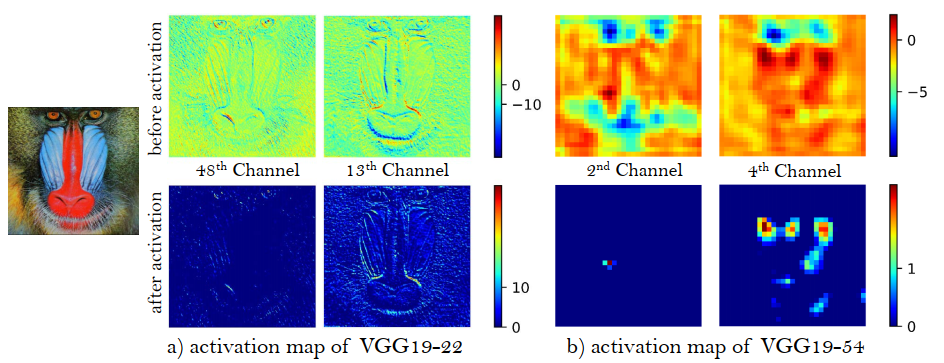 before activation
0
−10
0
−5
48th Channel
13th Channel
2nd Channel
4th Channel
after activation
10
0
1
0
a) activation map of VGG19-22
b) activation map of VGG19-54